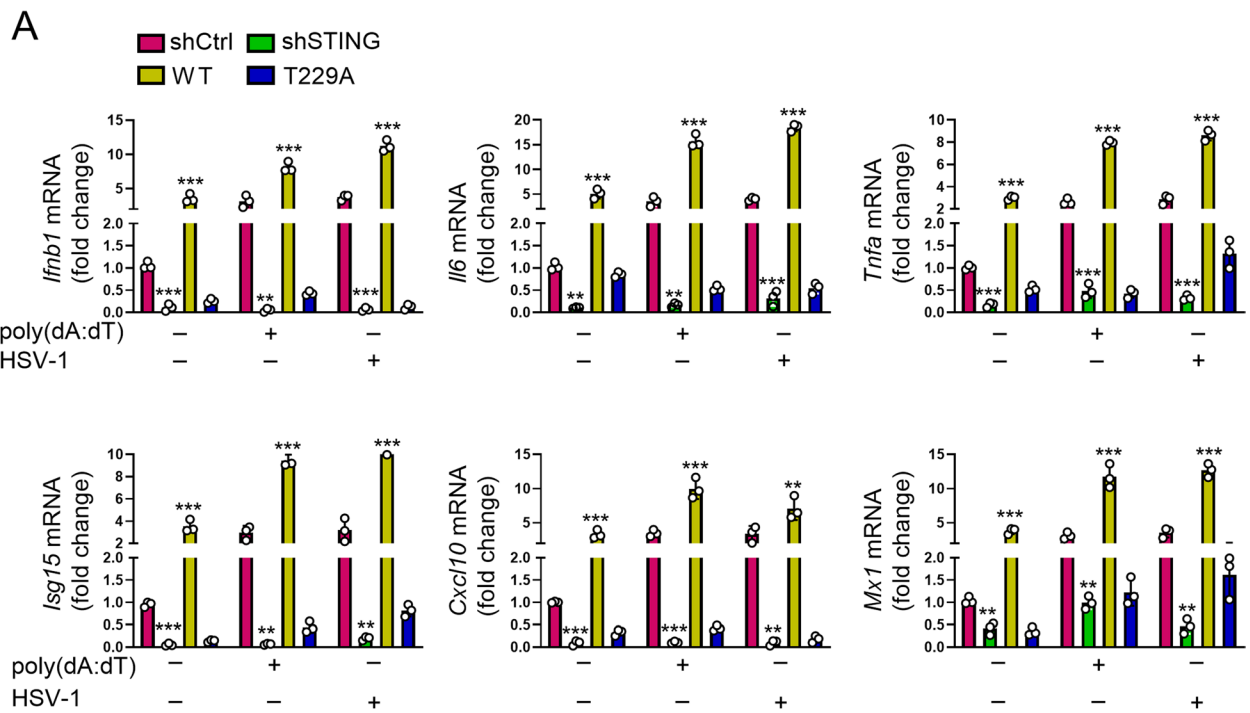 A
shCtrl shSTING
WT T229A
Ifnb1 mRNA
(fold change)
15
10
5
2.0
1.5
1.0
0.5
0.0
*** *** ** *** *** ***
Il6 mRNA
(fold change)
20
15
10
5
2.0
1.5
1.0
0.5
0.0
** *** ** *** *** ***
Tnfa mRNA
(fold change)
10
8
6
4
2
2.0
1.5
1.0
0.5
0.0
*** *** *** *** *** ***
poly(dA:dT) – + – – + – – + –
HSV-1 – – + – – + – – +
Isg15 mRNA
(fold change)
10
8
6
4
2
2.0
1.5
1.0
0.5
0.0
*** *** ** *** ** ***
Cxcl10 mRNA
(fold change)
15
10
5
2.0
1.5
1.0
0.5
0.0
*** *** *** *** ** **
Mx1 mRNA
(fold change)
15
10
5
2.0
1.5
1.0
0.5
0.0
** *** ** *** ** ***
poly(dA:dT) – + – – + – – + –
HSV-1 – – + – – + – – +